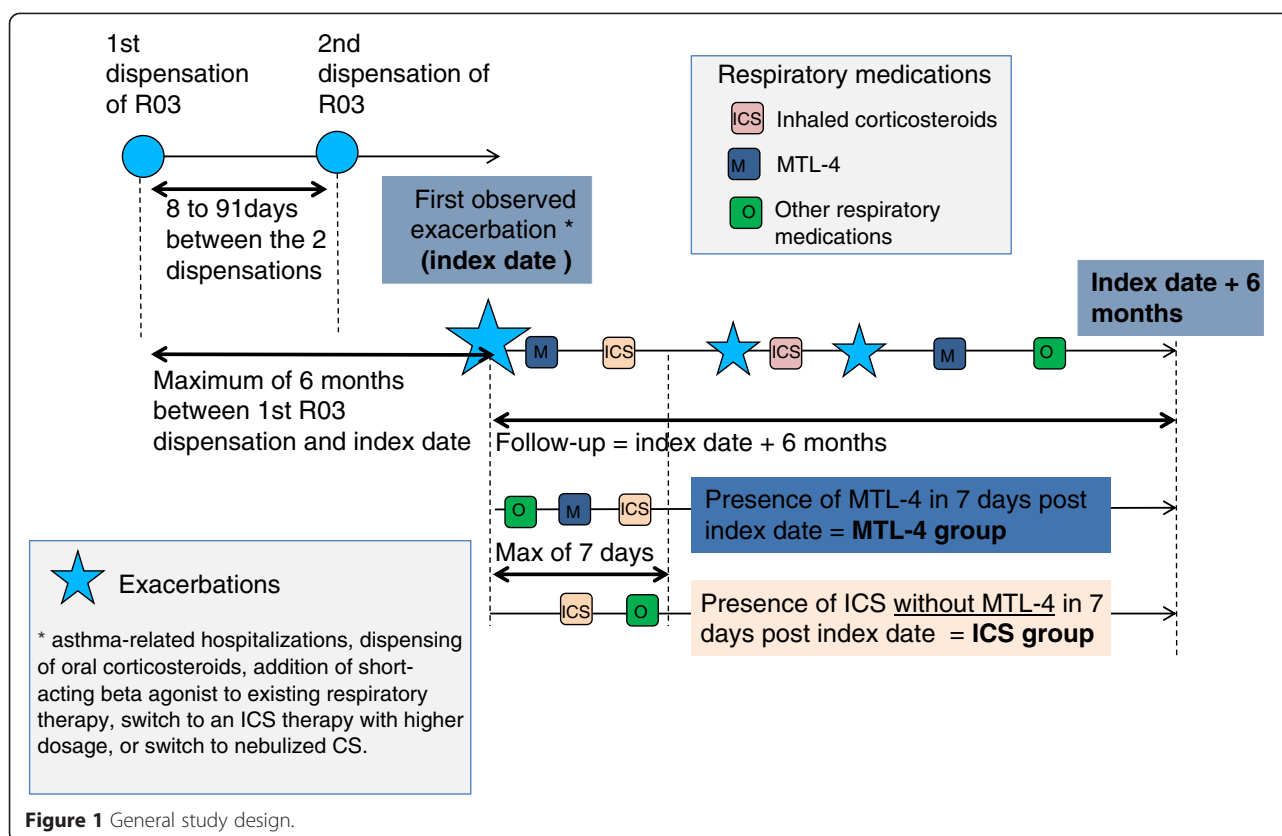 1st
dispensation
of R03
2nd
dispensation of
R03
8 to 91days
between the 2
dispensations
First observed
exacerbation *
(index date )
Respiratory medications
ICS Inhaled corticosteroids
M MTL-4
O Other respiratory
medications
Index date + 6
months
M ICS ICS M O
Maximum of 6 months
between 1st R03
dispensation and index date
Follow-up = index date + 6 months
O M ICS
Presence of MTL-4 in 7 days post
index date = MTL-4 group
Max of 7 days
ICS O
Presence of ICS without MTL-4 in 7
days post index date = ICS group
Exacerbations
* asthma-related hospitalizations, dispensing
of oral corticosteroids, addition of short-
acting beta agonist to existing respiratory
therapy, switch to an ICS therapy with higher
dosage, or switch to nebulized CS.
Figure 1 General study design.